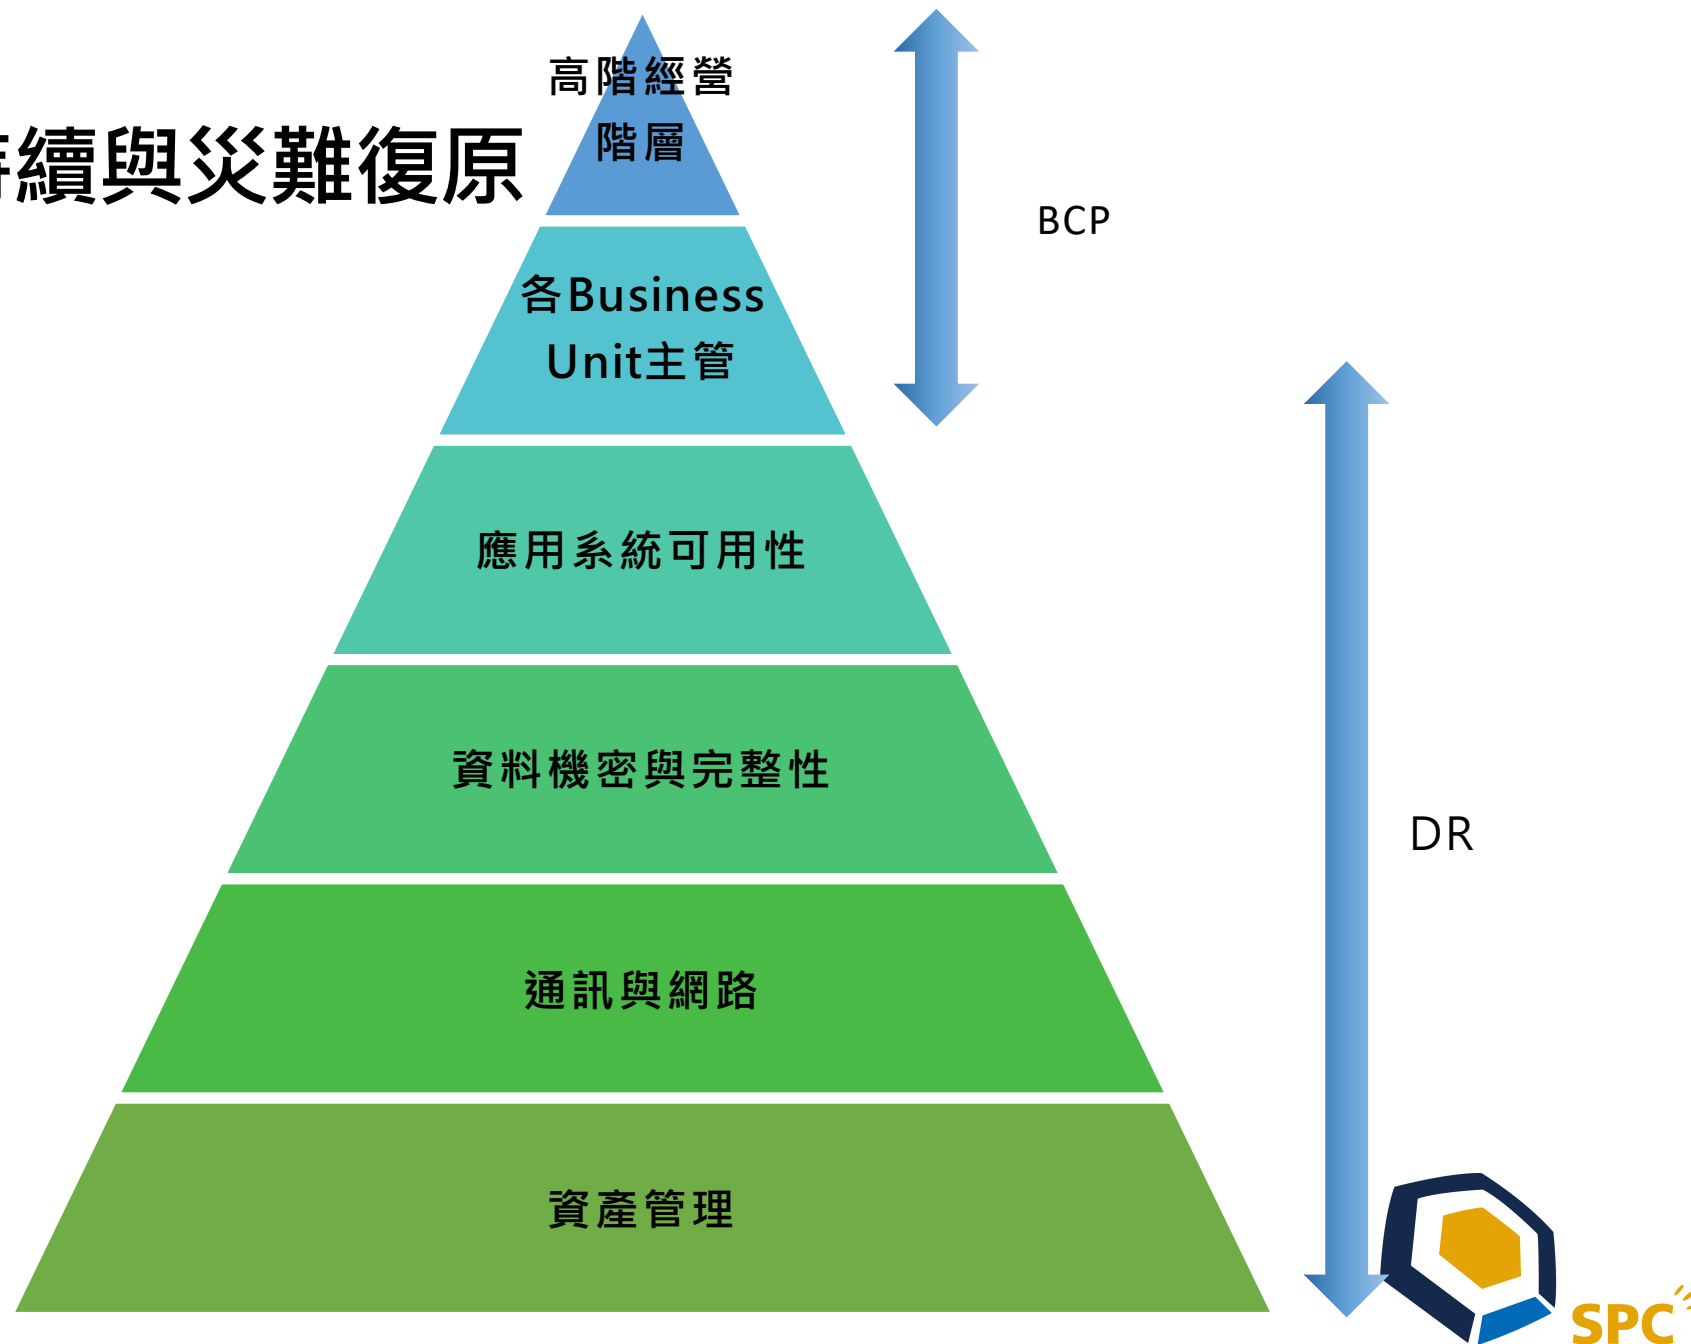 高階經營
階層
續與災難復原
BCP
各Business
Unit主管
應用系統可用性
資料機密與完整性
DR
通訊與網路
資產管理
SPC